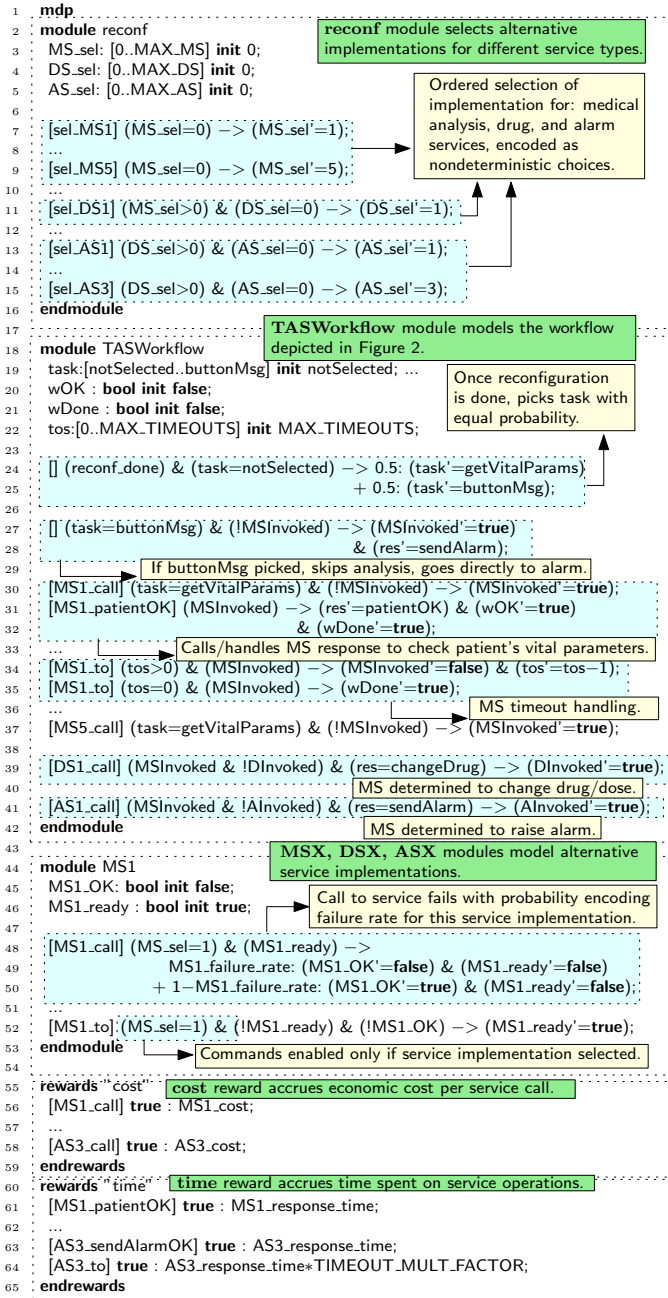 1 mdp
2 module reconf
reconf module selects alternative
implementations for different service types.
3 MS_sel: [0..MAX_MS] init 0;
4 DS_sel: [0..MAX_DS] init 0;
5 AS_sel: [0..MAX_AS] init 0;
Ordered selection of
implementation for: medical
analysis, drug, and alarm
services, encoded as
nondeterministic choices.
6
7 [sel_MS1] (MS_sel=0) −> (MS_sel'=1);
8 ...
9 [sel_MS5] (MS_sel=0) −> (MS_sel'=5);
10 ...
11 [sel_DS1] (MS_sel>0) & (DS_sel=0) −> (DS_sel'=1);
12 ...
13 [sel_AS1] (DS_sel>0) & (AS_sel=0) −> (AS_sel'=1);
14 ...
15 [sel_AS3] (DS_sel>0) & (AS_sel=0) −> (AS_sel'=3);
16 endmodule
17
TASWorkflow module models the workflow
depicted in Figure 2.
18 module TASWorkflow
19 task:[notSelected..buttonMsg] init notSelected; ...
20 wOK : bool init false;
21 wDone : bool init false;
22 tos:[0..MAX_TIMEOUTS] init MAX_TIMEOUTS;
Once reconfiguration
is done, picks task with
equal probability.
23
24 [] (reconf_done) & (task=notSelected) −> 0.5: (task'=getVitalParams)
25 + 0.5: (task'=buttonMsg);
26
27 [] (task=buttonMsg) & (!MSInvoked) −> (MSInvoked'=true)
28 & (res'=sendAlarm);
29 If buttonMsg picked, skips analysis, goes directly to alarm.
30 [MS1_call] (task=getVitalParams) & (!MSInvoked) −> (MSInvoked'=true);
31 [MS1_patientOK] (MSInvoked) −> (res'=patientOK) & (wOK'=true)
32 & (wDone'=true);
33 ... Calls/handles MS response to check patient's vital parameters.
34 [MS1_to] (tos>0) & (MSInvoked) −> (MSInvoked'=false) & (tos'=tos−1);
35 [MS1_to] (tos=0) & (MSInvoked) −> (wDone'=true);
36 ... MS timeout handling.
37 [MS5_call] (task=getVitalParams) & (!MSInvoked) −> (MSInvoked'=true);
38
39 [DS1_call] (MSInvoked & !DInvoked) & (res=changeDrug) −> (DInvoked'=true);
40 MS determined to change drug/dose.
41 [AS1_call] (MSInvoked & !AInvoked) & (res=sendAlarm) −> (AInvoked'=true);
42 endmodule MS determined to raise alarm.
43
MSX, DSX, ASX modules model alternative
service implementations.
44 module MS1
45 MS1_OK: bool init false;
46 MS1_ready : bool init true;
Call to service fails with probability encoding
failure rate for this service implementation.
47
48 [MS1_call] (MS_sel=1) & (MS1_ready) −>
49 MS1_failure_rate: (MS1_OK'=false) & (MS1_ready'=false)
50 + 1−MS1_failure_rate: (MS1_OK'=true) & (MS1_ready'=false);
51 ...
52 [MS1_to] (MS_sel=1) & (!MS1_ready) & (!MS1_OK) −> (MS1_ready'=true);
53 endmodule Commands enabled only if service implementation selected.
54
55 rewards "cost" cost reward accrues economic cost per service call.
56 [MS1_call] true : MS1_cost;
57 ...
58 [AS3_call] true : AS3_cost;
59 endrewards
60 rewards "time" time reward accrues time spent on service operations.
61 [MS1_patientOK] true : MS1_response_time;
62 ...
63 [AS3_sendAlarmOK] true : AS3_response_time;
64 [AS3_to] true : AS3_response_time∗TIMEOUT_MULT_FACTOR;
65 endrewards